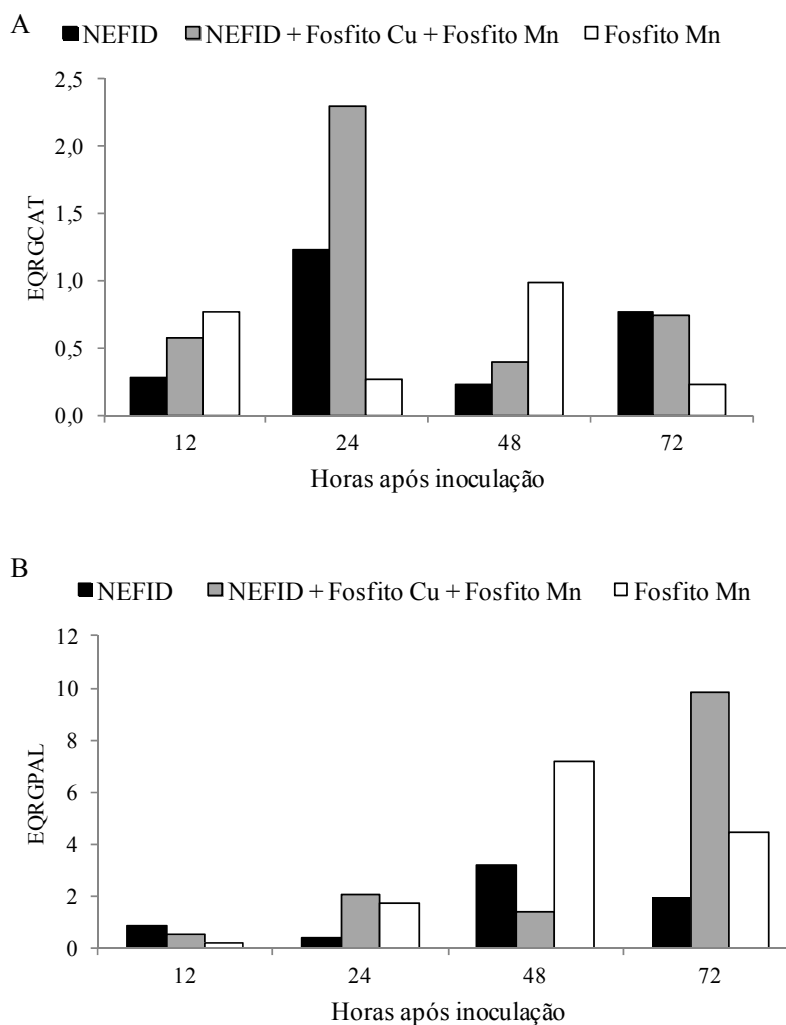 A
NEFID NEFID + Fosfito Cu + Fosfito Mn Fosfito Mn
2,5
2,0
1,5
1,0
0,5
0,0
EQRGCAT
12 24 48 72
Horas após inoculação
B
NEFID NEFID + Fosfito Cu + Fosfito Mn Fosfito Mn
12
10
8
6
4
2
0
EQRGPAL
12 24 48 72
Horas após inoculação